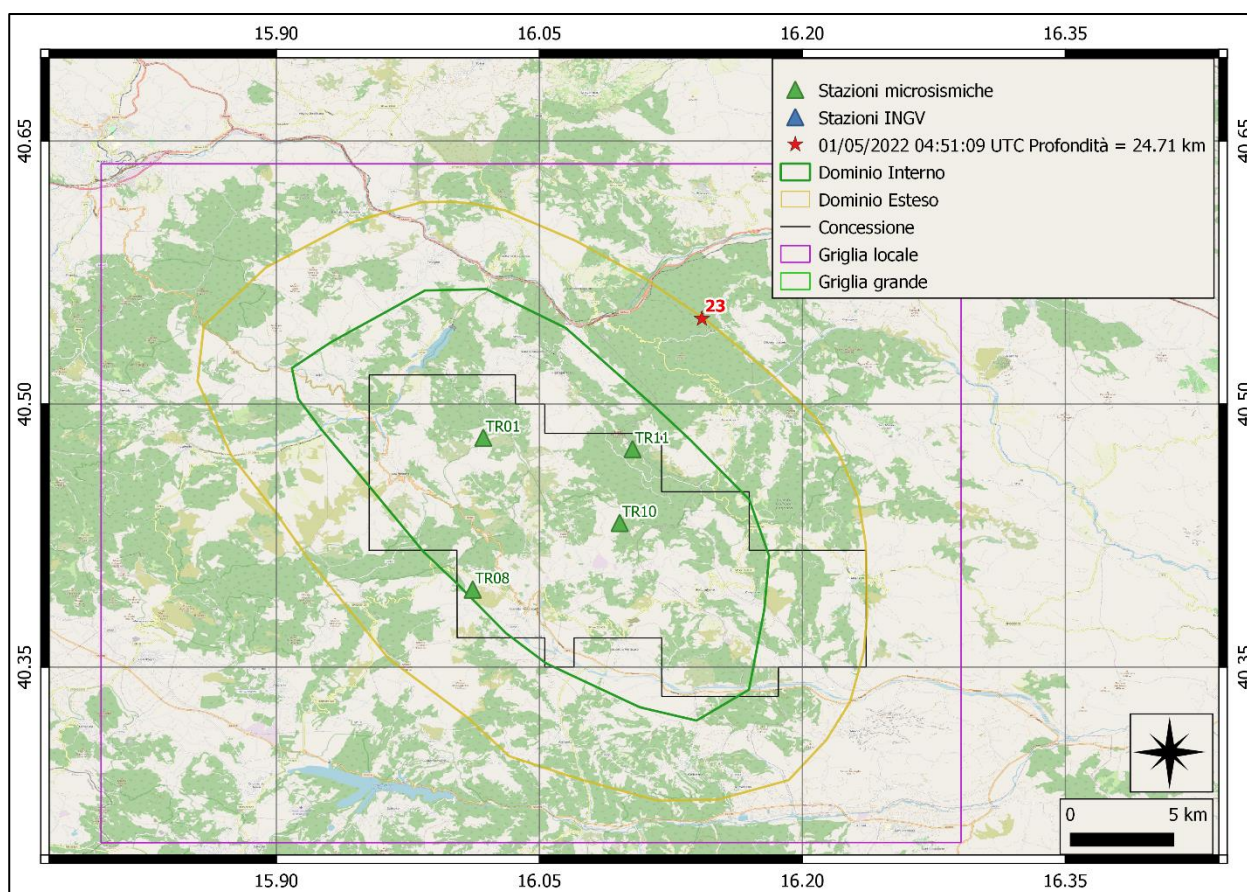 15.90 16.05 16.20 16.35
Stazioni microsismiche
Stazioni INGV
01/05/2022 04:51:09 UTC Profondità = 24.71 km
Dominio Interno
Dominio Esteso
Concessione
Griglia locale
Griglia grande
40.65 40.65
23
40.50 40.50
TR01
TR11
TR10
TR08
40.35 40.35
0 5 km
15.90 16.05 16.20 16.35